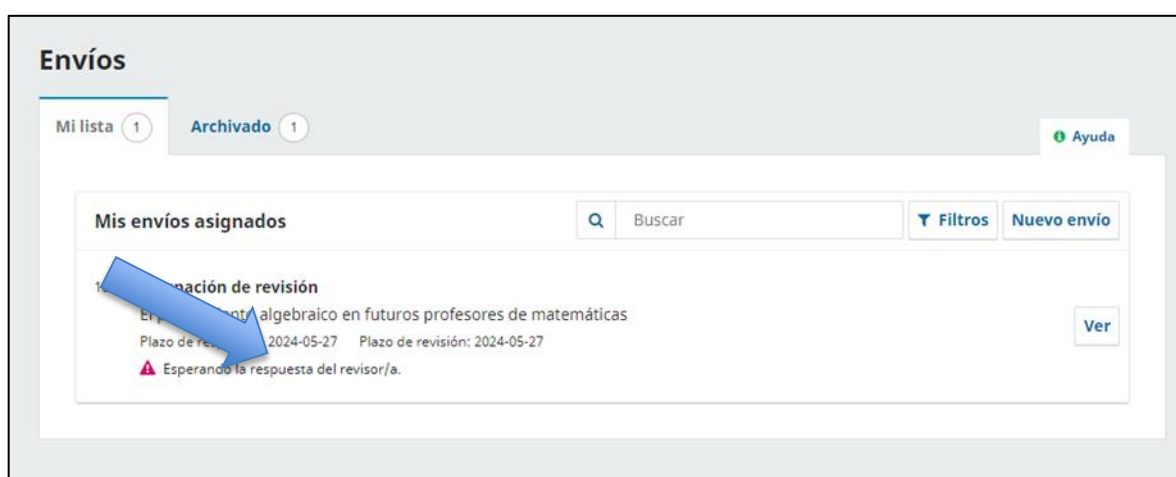 Envíos
Mi lista 1 Archivado 1
Ayuda
Mis envíos asignados Buscar Filtros Nuevo envío
de revisión
algebraico en futuros profesores de matemáticas
Ver
Plazo de 2024-05-27 Plazo de revisión: 2024-05-27
Esperando la respuesta del revisor/a.